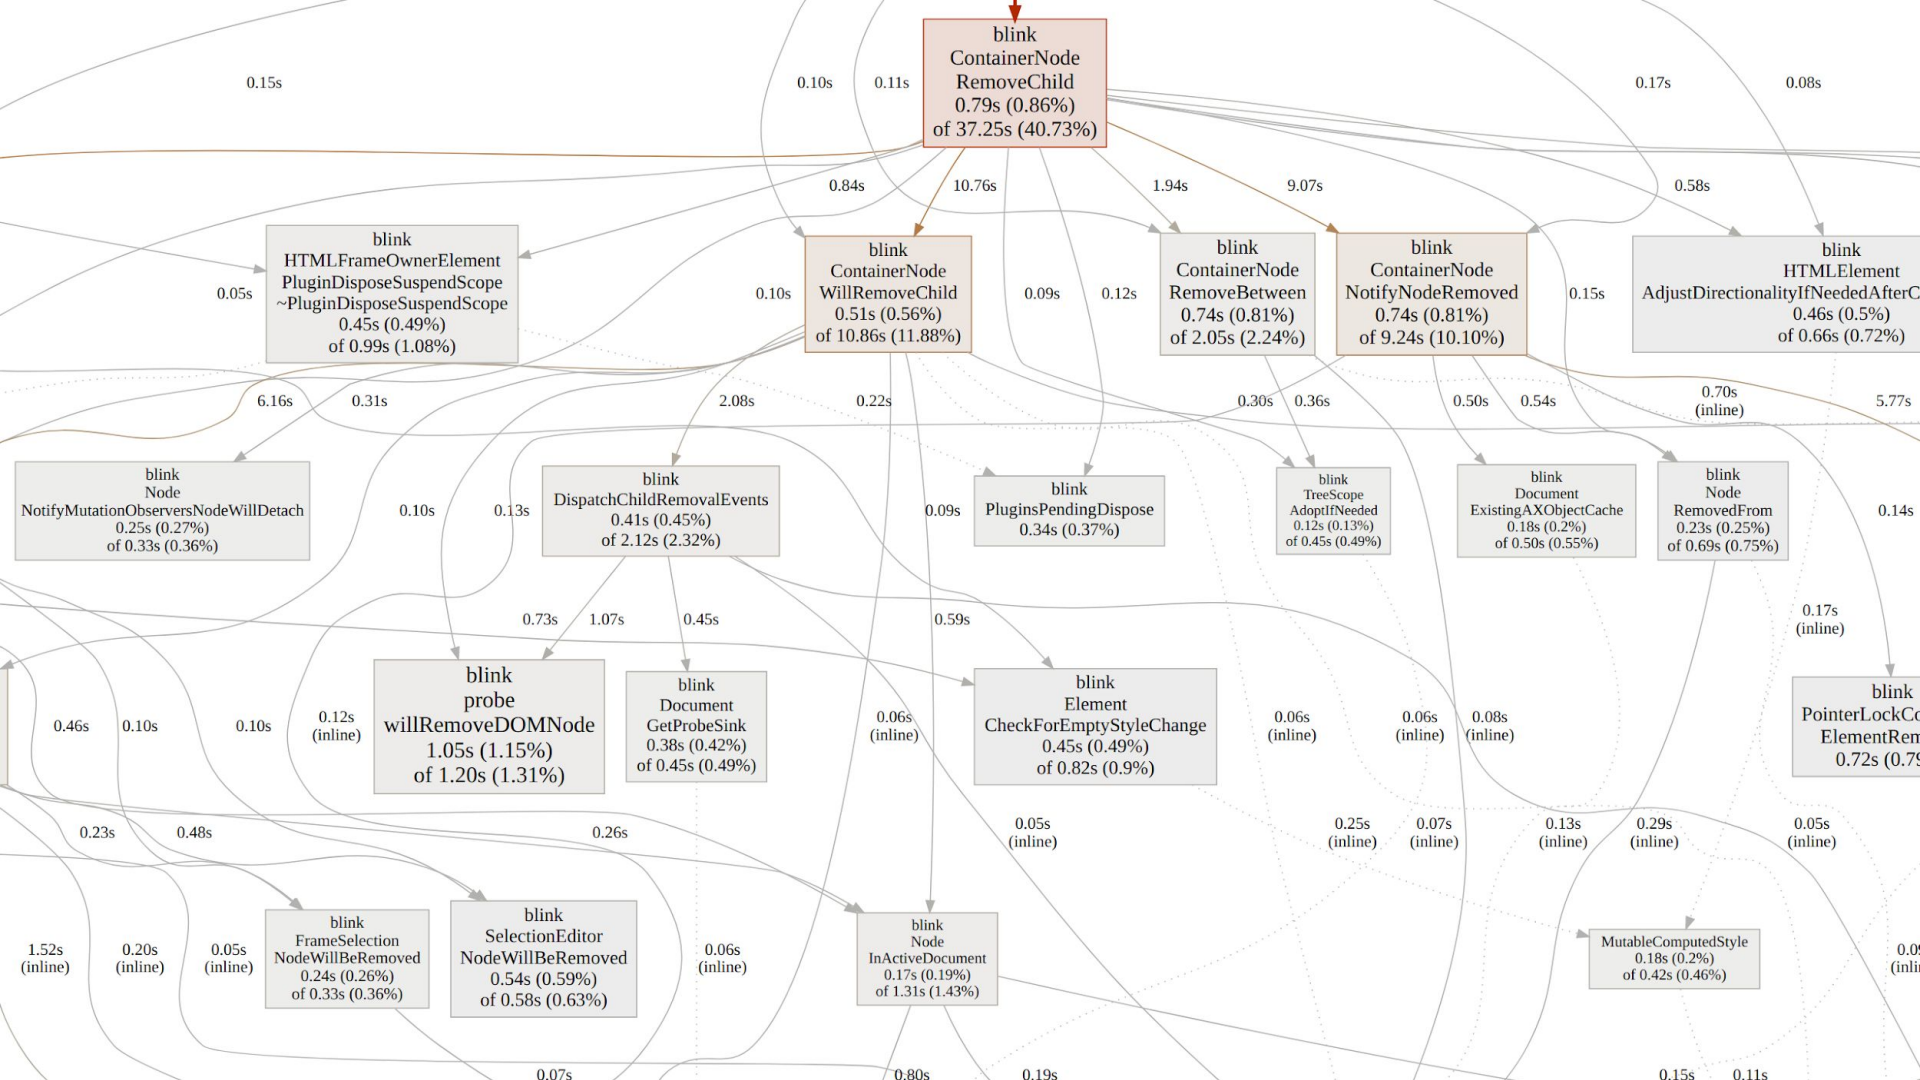 blink
ContainerNode
RemoveChild
0.79s (0.86%)
of 37.25s (40.73%)
0.15s
0.10s
0.11s
0.17s
0.08s
0.84s
10.76s
1.94s
9.07s
0.58s
blink
HTMLFrameOwnerElement
PluginDisposeSuspendScope
~PluginDisposeSuspendScope
0.45s (0.49%)
of 0.99s (1.08%)
blink
ContainerNode
WillRemoveChild
0.51s (0.56%)
of 10.86s (11.88%)
blink
ContainerNode
RemoveBetween
0.74s (0.81%)
of 2.05s (2.24%)
blink
ContainerNode
NotifyNodeRemoved
0.74s (0.81%)
of 9.24s (10.10%)
blink
HTMLElement
AdjustDirectionalityIfNeededAfterC
0.46s (0.5%)
of 0.66s (0.72%)
0.05s
0.10s
0.09s
0.12s
0.15s
6.16s
0.31s
2.08s
0.22s
0.30s
0.36s
0.50s
0.54s
0.70s
(inline)
5.77s
blink
Node
NotifyMutationObserversNodeWillDetach
0.25s (0.27%)
of 0.33s (0.36%)
blink
DispatchChildRemovalEvents
0.41s (0.45%)
of 2.12s (2.32%)
blink
PluginsPendingDispose
0.34s (0.37%)
blink
TreeScope
AdoptIfNeeded
0.12s (0.13%)
of 0.45s (0.49%)
blink
Document
ExistingAXObjectCache
0.18s (0.2%)
of 0.50s (0.55%)
blink
Node
RemovedFrom
0.23s (0.25%)
of 0.69s (0.75%)
0.10s
0.13s
0.09s
0.14s
0.73s
1.07s
0.45s
0.59s
0.17s
(inline)
blink
probe
willRemoveDOMNode
1.05s (1.15%)
of 1.20s (1.31%)
blink
Document
GetProbeSink
0.38s (0.42%)
of 0.45s (0.49%)
blink
Element
CheckForEmptyStyleChange
0.45s (0.49%)
of 0.82s (0.9%)
blink
PointerLockCo
ElementRem
0.72s (0.79
0.46s
0.10s
0.10s
0.12s
(inline)
0.06s
(inline)
0.06s
(inline)
0.06s
(inline)
0.08s
(inline)
0.23s
0.48s
0.26s
0.05s
(inline)
0.25s
(inline)
0.07s
(inline)
0.13s
(inline)
0.29s
(inline)
0.05s
(inline)
blink
FrameSelection
NodeWillBeRemoved
0.24s (0.26%)
of 0.33s (0.36%)
blink
SelectionEditor
NodeWillBeRemoved
0.54s (0.59%)
of 0.58s (0.63%)
blink
Node
InActiveDocument
0.17s (0.19%)
of 1.31s (1.43%)
MutableComputedStyle
0.18s (0.2%)
of 0.42s (0.46%)
1.52s
(inline)
0.20s
(inline)
0.05s
(inline)
0.06s
(inline)
0.07s
0.80s
0.19s
0.15s
0.11s